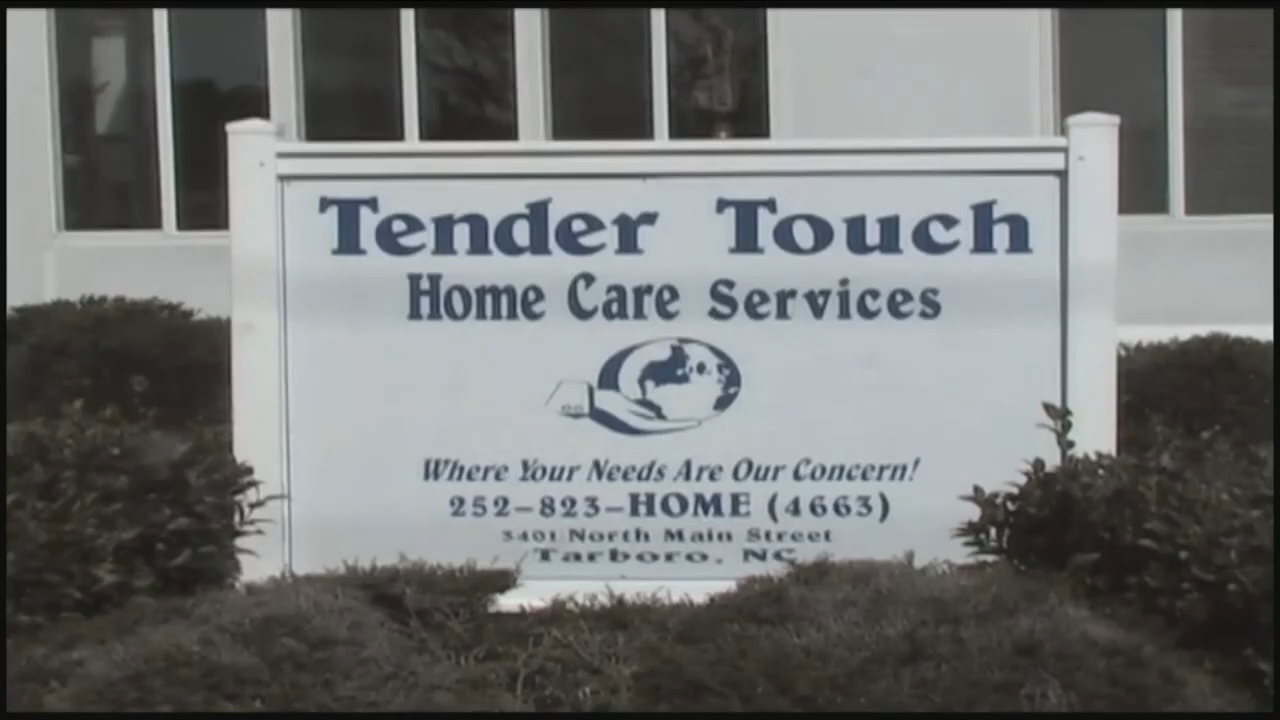 Tender Touch
Home Care Services
Where Your Needs Are Our Concern!
252-823-HOME (4663)
3401 North Main Street
Tarboro, NC